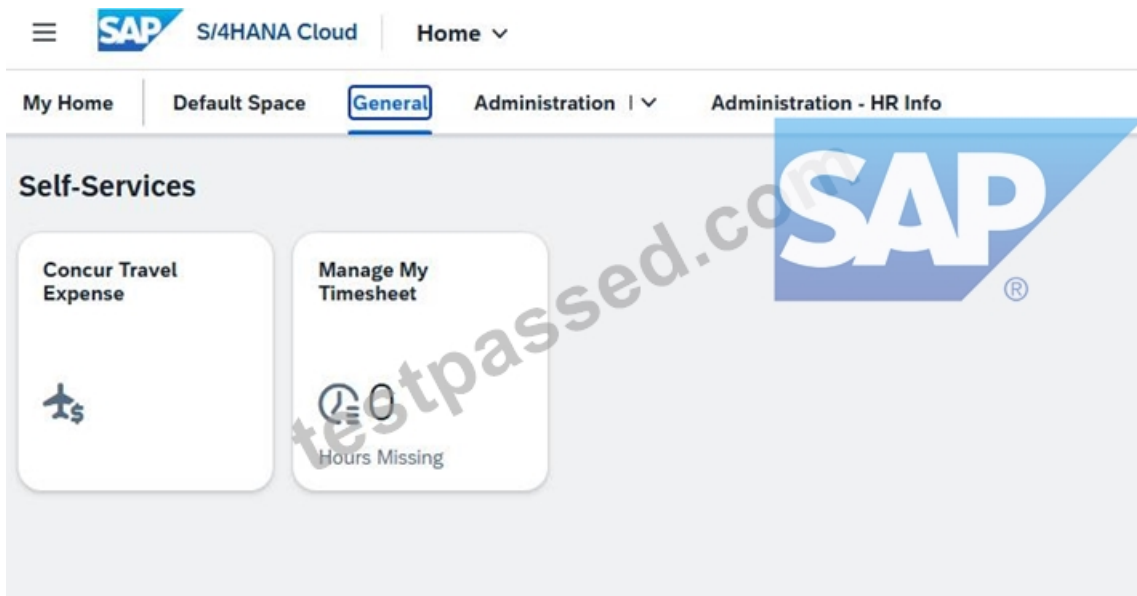 SAP S/4HANA Cloud Home
My Home Default Space General Administration Administration - HR Info
SAP
®
Self-Services
Concur Travel
Expense
$
Manage My
Timesheet
0
Hours Missing
testpassed.com